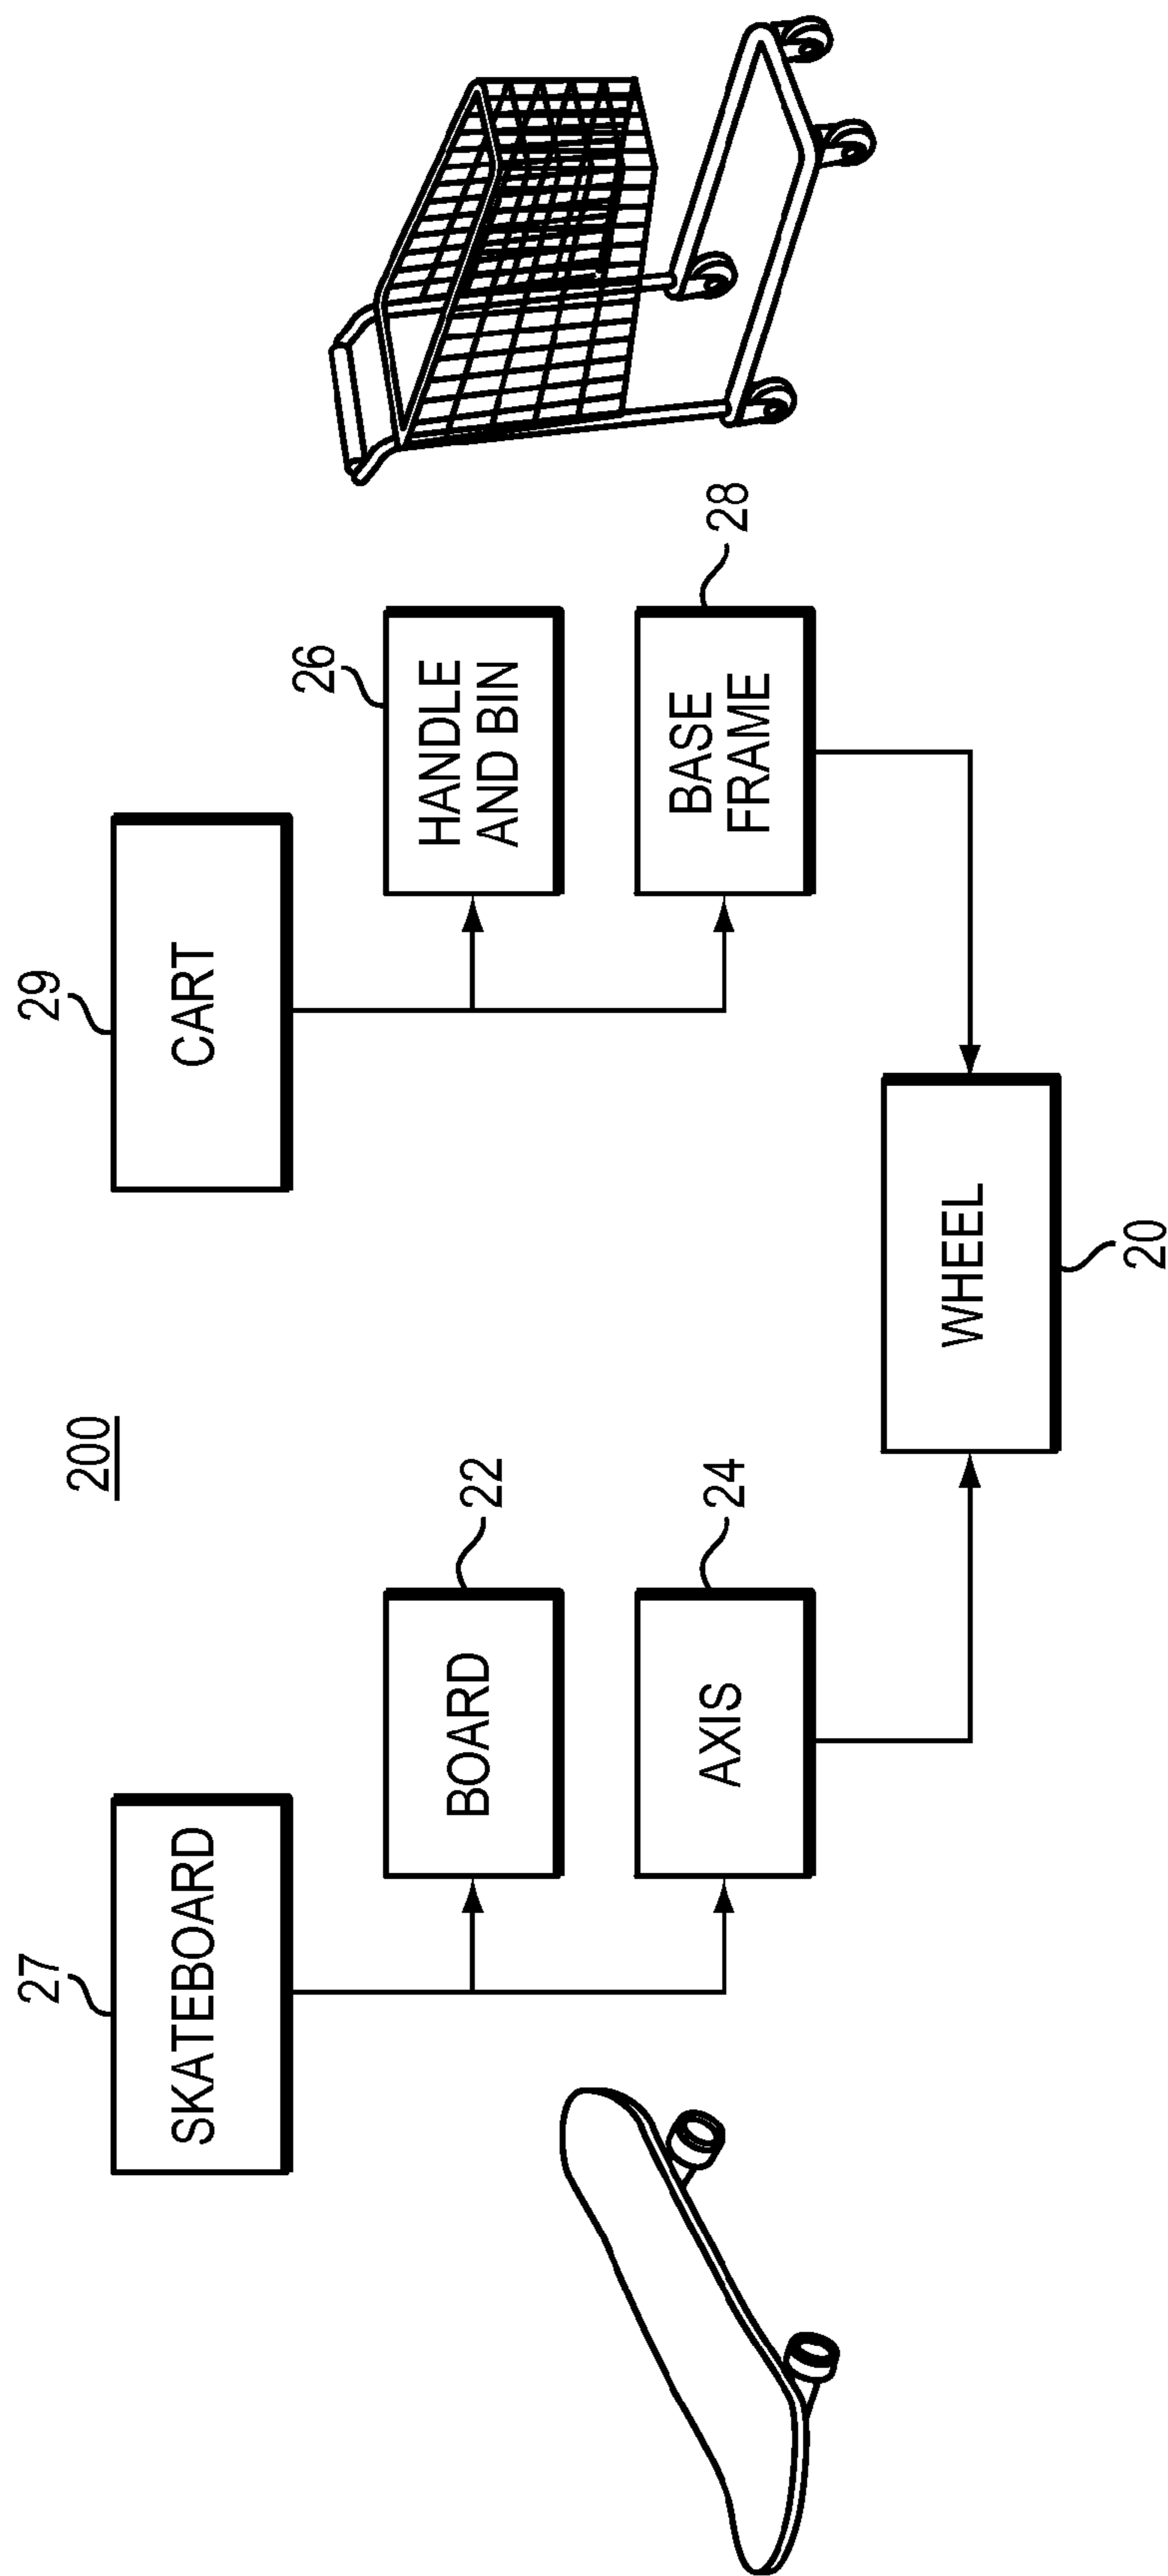 200
27
SKATEBOARD
29
CART
22
BOARD
26
HANDLE
AND BIN
24
AXIS
28
BASE
FRAME
WHEEL
20